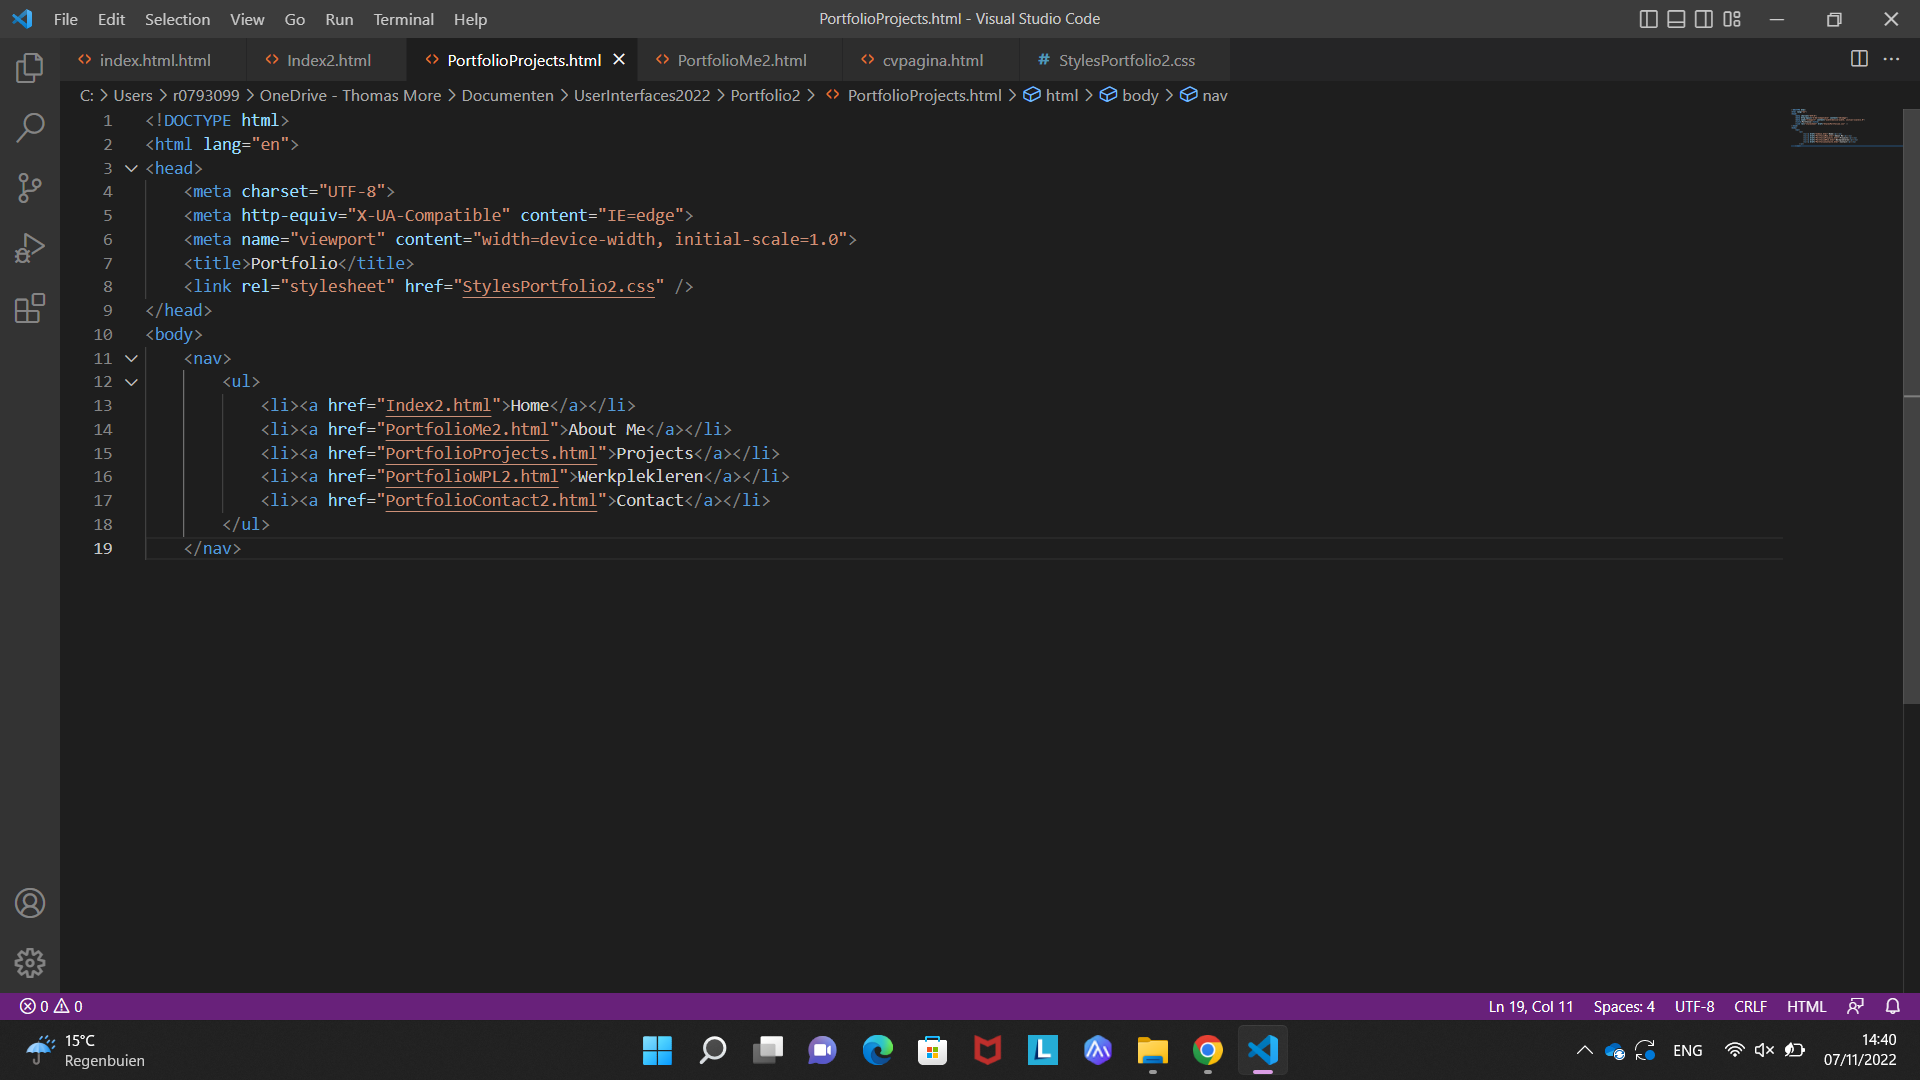 File Edit Selection View Go Run Terminal Help
PortfolioProjects.html - Visual Studio Code
index.html.html
Index2.html
PortfolioProjects.html
PortfolioMe2.html
cvpagina.html
# StylesPortfolio2.css
C: > Users > r0793099 > OneDrive - Thomas More > Documenten > UserInterfaces2022 > Portfolio2 > PortfolioProjects.html > html > body > nav
1 <!DOCTYPE html>
2 <html lang="en">
3 <head>
4 <meta charset="UTF-8">
5 <meta http-equiv="X-UA-Compatible" content="IE=edge">
6 <meta name="viewport" content="width=device-width, initial-scale=1.0">
7 <title>Portfolio</title>
8 <link rel="stylesheet" href="StylesPortfolio2.css" />
9 </head>
10 <body>
11 <nav>
12 <ul>
13 <li><a href="Index2.html">Home</a></li>
14 <li><a href="PortfolioMe2.html">About Me</a></li>
15 <li><a href="PortfolioProjects.html">Projects</a></li>
16 <li><a href="PortfolioWPL2.html">Werkplekleren</a></li>
17 <li><a href="PortfolioContact2.html">Contact</a></li>
18 </ul>
19 </nav>
0 0
Ln 19, Col 11 Spaces: 4 UTF-8 CRLF HTML
15°C
Regenbuien
L
ENG
14:40
07/11/2022